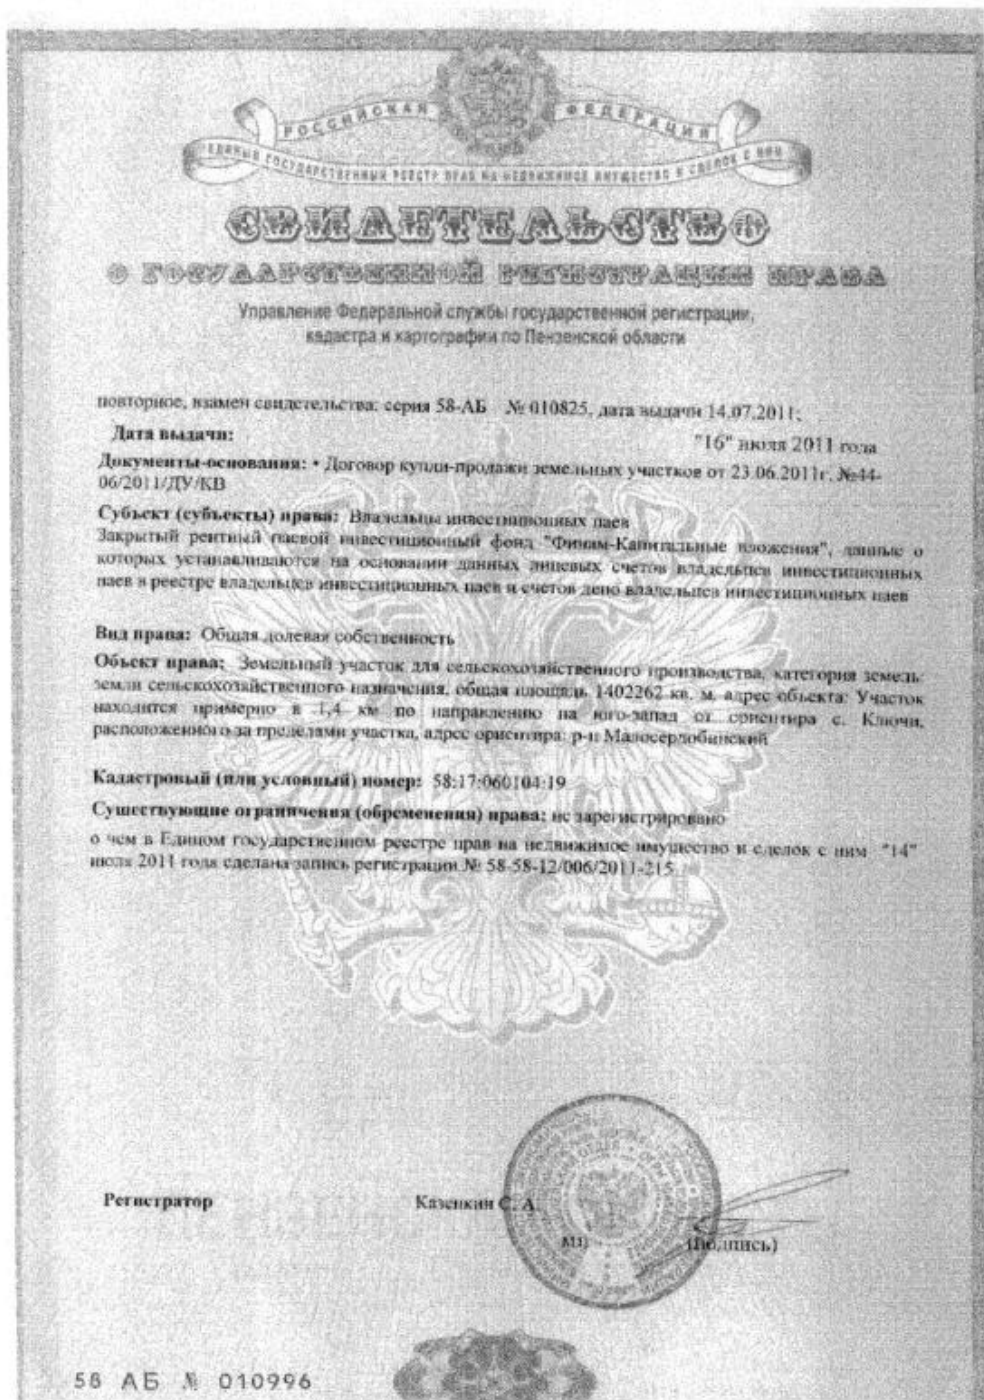 РОССИЙСКАЯ ФЕДЕРАЦИЯ
ЕДИНЫЙ ГОСУДАРСТВЕННЫЙ РЕЕСТР ПРАВ НА НЕДВИЖИМОЕ ИМУЩЕСТВО И СДЕЛОК С НИМ
СВИДЕТЕЛЬСТВО
О ГОСУДАРСТВЕННОЙ РЕГИСТРАЦИИ ПРАВА
Управление Федеральной службы государственной регистрации,
кадастра и картографии по Пензенской области
повторное, взамен свидетельства: серия 58-АБ № 010825, дата выдачи 14.07.2011;
Дата выдачи: "16" июля 2011 года
Документы-основания: • Договор купли-продажи земельных участков от 23.06.2011г. №44-
06/2011/ДУ/КВ
Субъект (субъекты) права: Владельцы инвестиционных паев
Закрытый рентный паевой инвестиционный фонд "Финам-Капитальные вложения", данные о
которых устанавливаются на основании данных лицевых счетов владельцев инвестиционных
паев в реестре владельцев инвестиционных паев и счетов депо владельцев инвестиционных паев
Вид права: Общая долевая собственность
Объект права: Земельный участок для сельскохозяйственного производства, категория земель:
земли сельскохозяйственного назначения, общая площадь 1402262 кв. м, адрес объекта: Участок
находится примерно в 1,4 км по направлению на юго-запад от ориентира с. Ключи,
расположенного за пределами участка, адрес ориентира: р-н Малосердобинский
Кадастровый (или условный) номер: 58:17:060104:19
Существующие ограничения (обременения) права: не зарегистрировано
о чем в Едином государственном реестре прав на недвижимое имущество и сделок с ним "14"
июля 2011 года сделана запись регистрации № 58-58-12/006/2011-215
Регистратор Казенкин С. А.
М.П. (подпись)
58 АБ № 010996